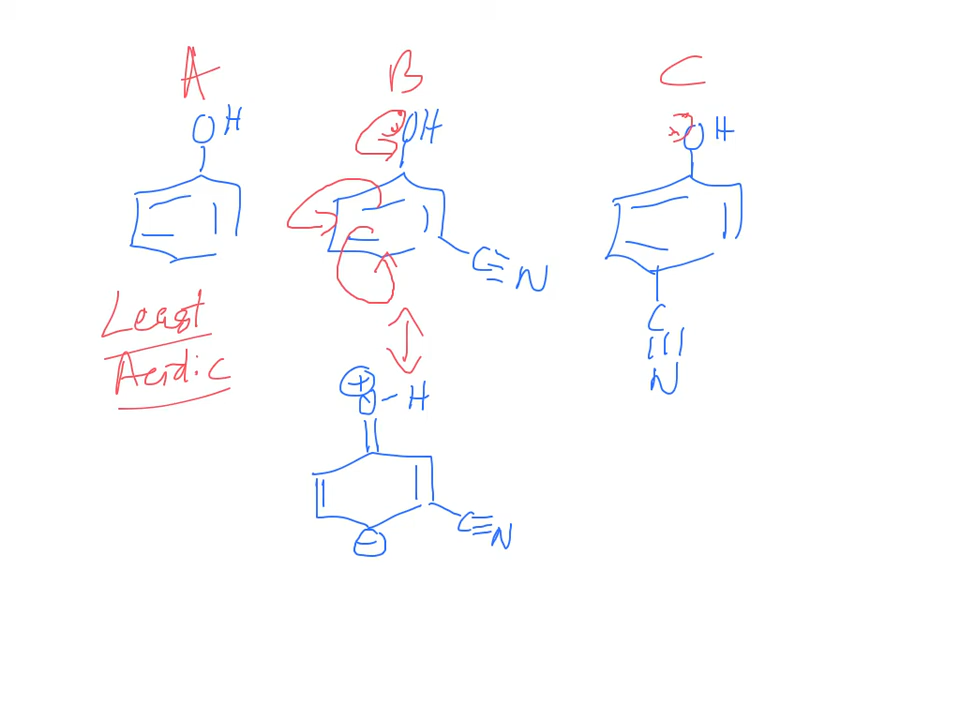 A B C
OH OH OH
C≡N
Least
Acidic
C
|||
N
⊕
O-H
⊖
C≡N